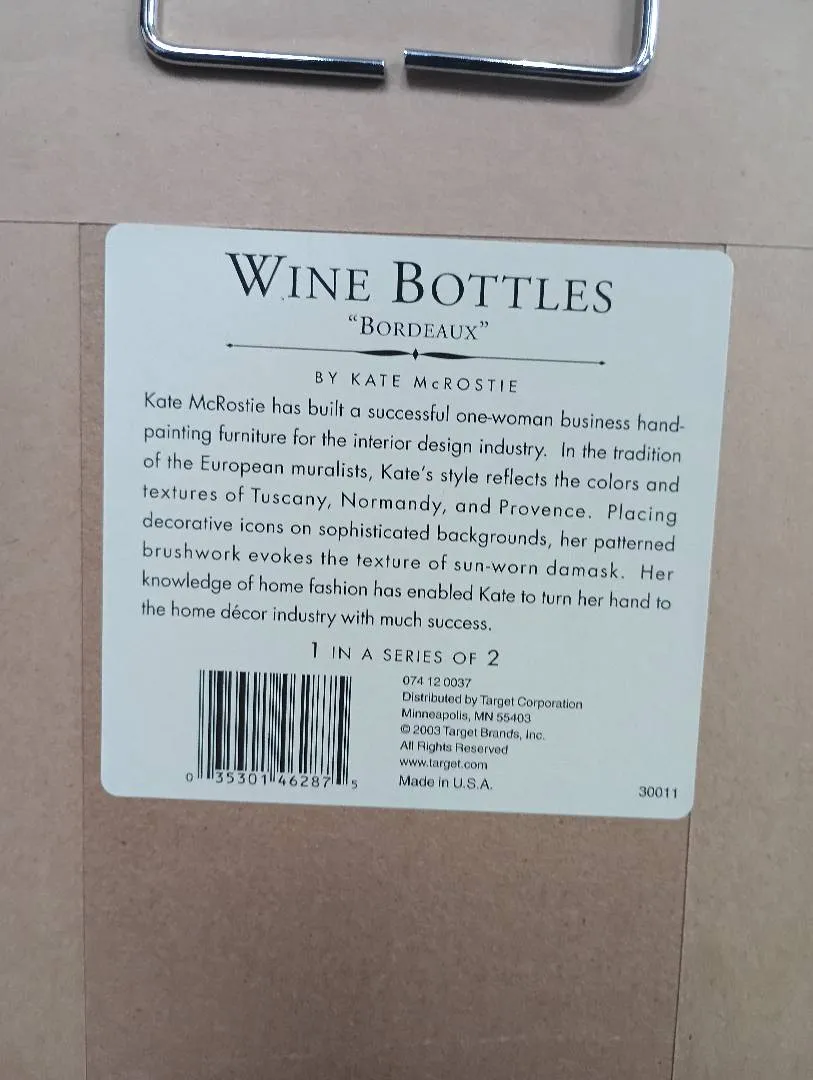 WINE BOTTLES
"BORDEAUX"
BY KATE McROSTIE
Kate McRostie has built a successful one-woman business hand-
painting furniture for the interior design industry. In the tradition
of the European muralists, Kate's style reflects the colors and
textures of Tuscany, Normandy, and Provence. Placing
decorative icons on sophisticated backgrounds, her patterned
brushwork evokes the texture of sun-worn damask. Her
knowledge of home fashion has enabled Kate to turn her hand to
the home décor industry with much success.
1 IN A SERIES OF 2
074 12 0037
Distributed by Target Corporation
Minneapolis, MN 55403
© 2003 Target Brands, Inc.
All Rights Reserved
www.target.com
Made in U.S.A.
0 35301 46287 5
30011